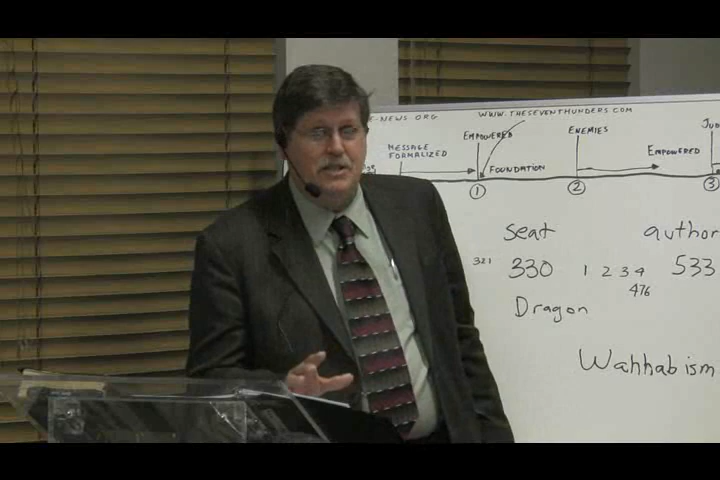 E-NEWS.ORG WWW.THESEVENTHUNDERS.COM
MESSAGE
FORMALIZED
EMPOWERED
FOUNDATION
ENEMIES
EMPOWERED
JUD
1
2
3
seat
author
321
330
1 2 3 4
476
533
Dragon
Wahhabism